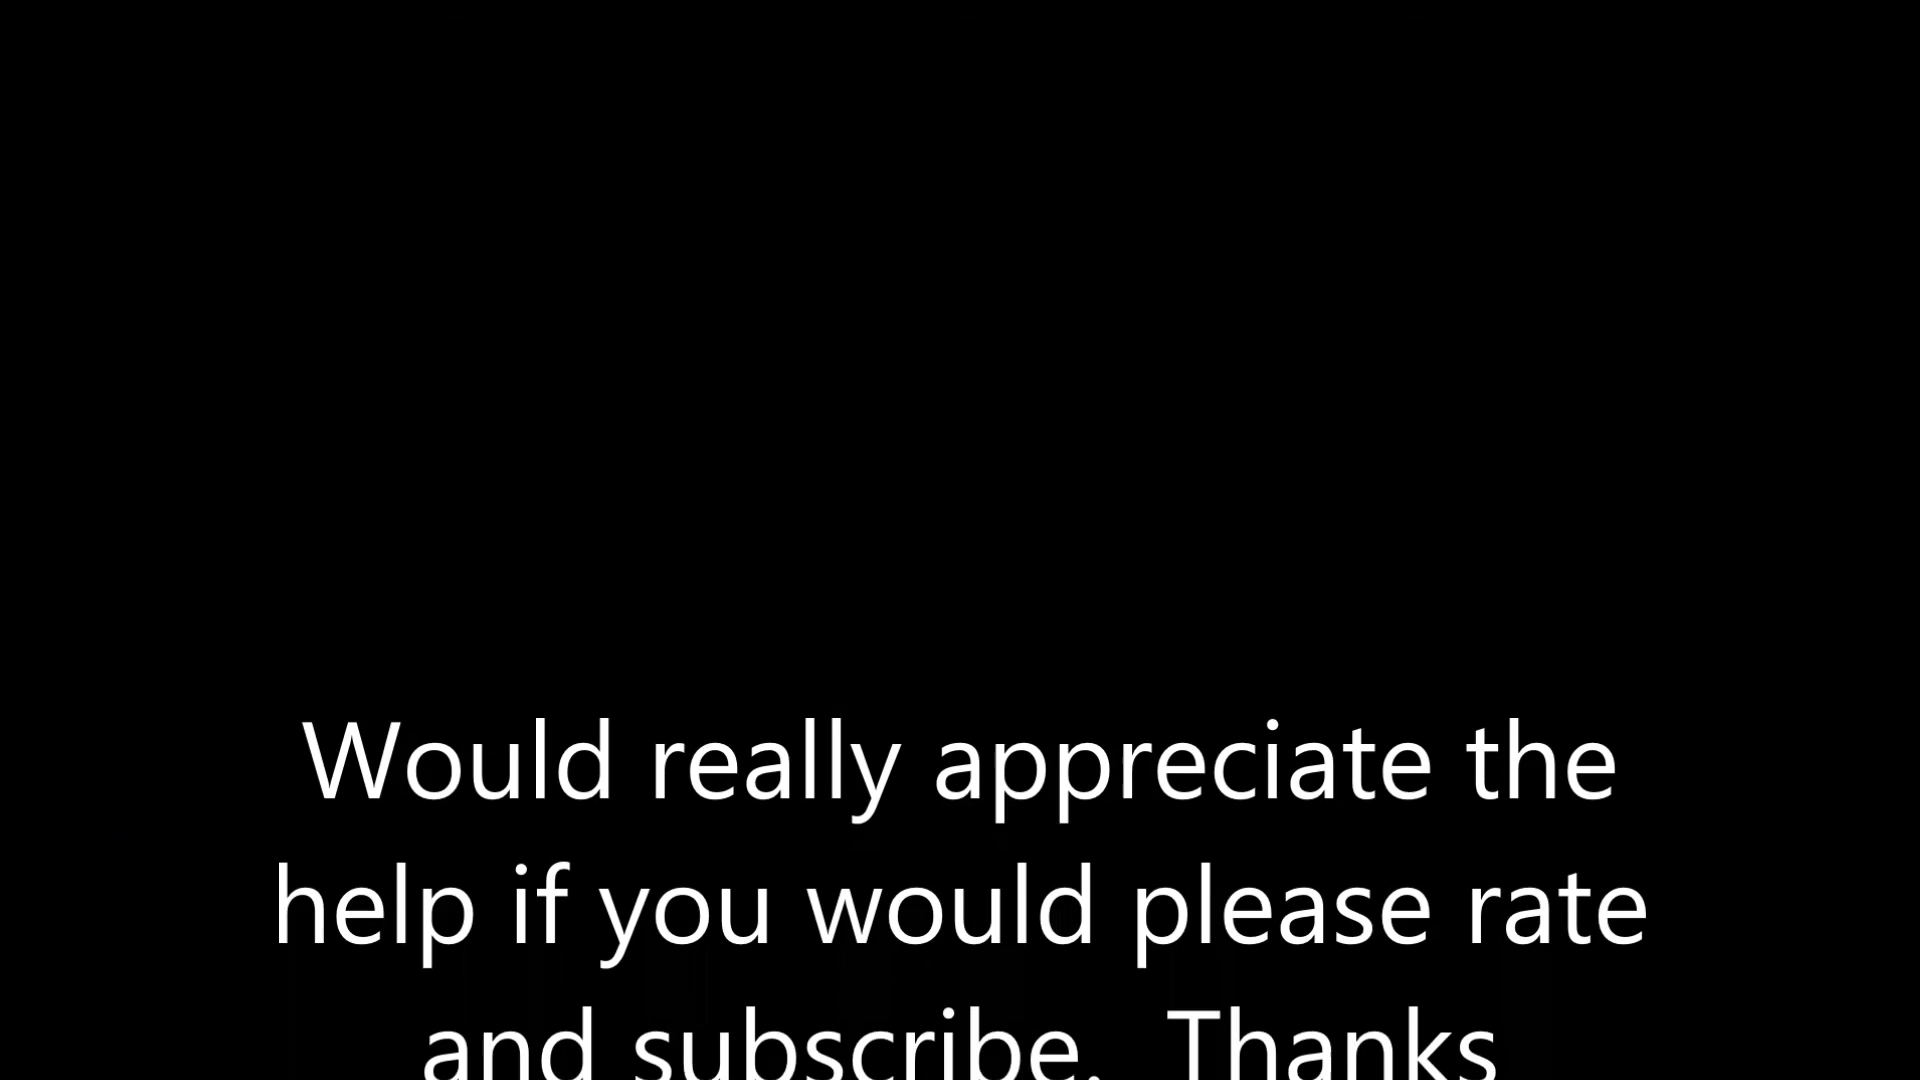 Would really appreciate the
help if you would please rate
and subscribe.  Thanks